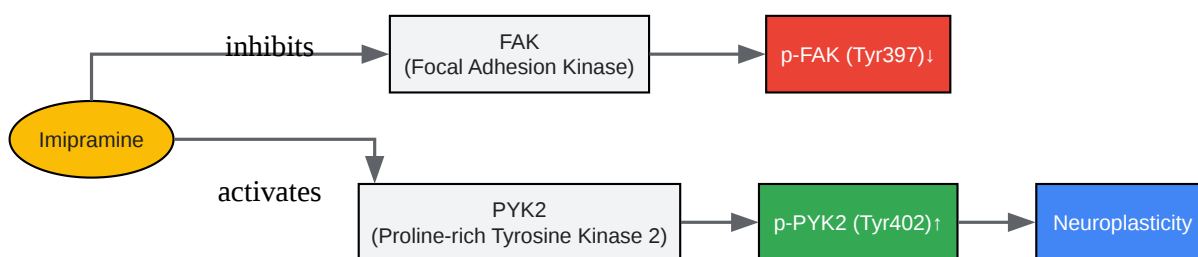 inhibits
FAK
(Focal Adhesion Kinase)
p-FAK (Tyr397)↓
Imipramine
activates
PYK2
(Proline-rich Tyrosine Kinase 2)
p-PYK2 (Tyr402)↑
Neuroplasticity